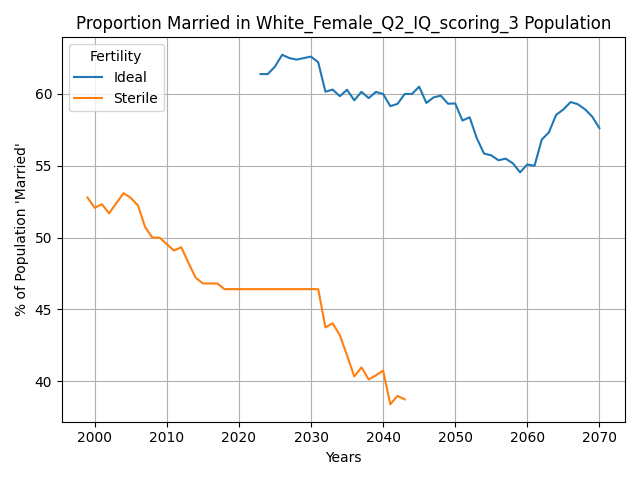 Proportion Married in White_Female_Q2_IQ_scoring_3 Population
Fertility
Ideal
Sterile
% of Population 'Married'
60
55
50
45
40
2000 2010 2020 2030 2040 2050 2060 2070
Years